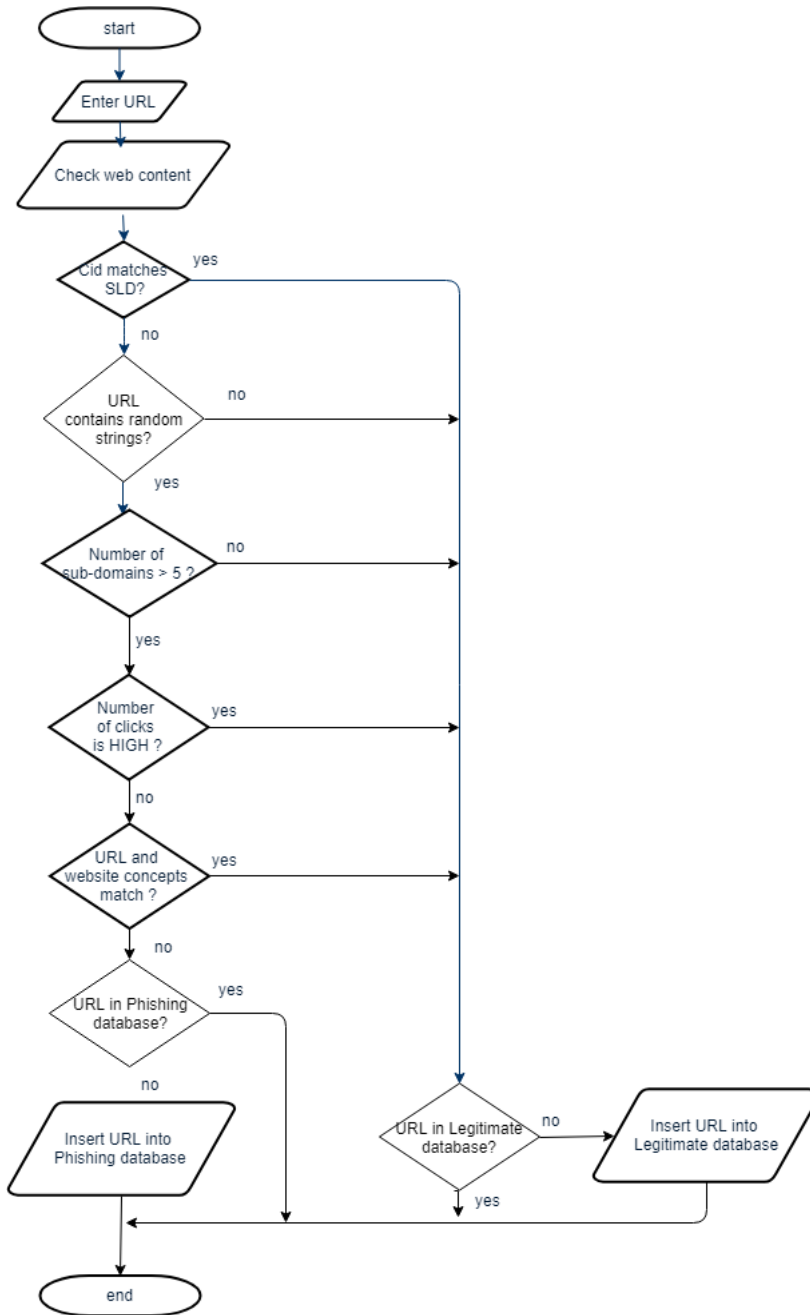 start
Enter URL
Check web content
Cid matches
SLD?
yes
no
URL
contains random
strings?
no
yes
Number of
sub-domains > 5 ?
no
yes
Number
of clicks
is HIGH ?
yes
no
URL and
website concepts
match ?
yes
no
URL in Phishing
database?
yes
no
Insert URL into
Phishing database
URL in Legitimate
database?
no
yes
Insert URL into
Legitimate database
end